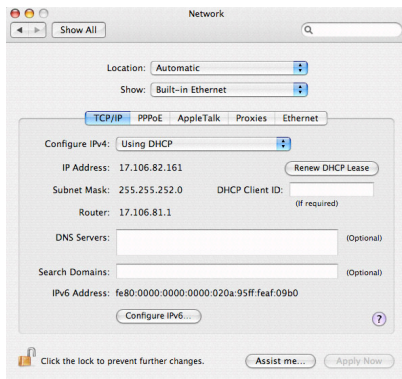 Network
Show All
Location: Automatic
Show: Built-in Ethernet
TCP/IP PPPoE AppleTalk Proxies Ethernet
Configure IPv4: Using DHCP
IP Address: 17.106.82.161 Renew DHCP Lease
Subnet Mask: 255.255.252.0 DHCP Client ID:
(If required)
Router: 17.106.81.1
DNS Servers: (Optional)
Search Domains: (Optional)
IPv6 Address: fe80:0000:0000:0000:020a:95ff:feaf:09b0
Configure IPv6...
?
Click the lock to prevent further changes. Assist me... Apply Now